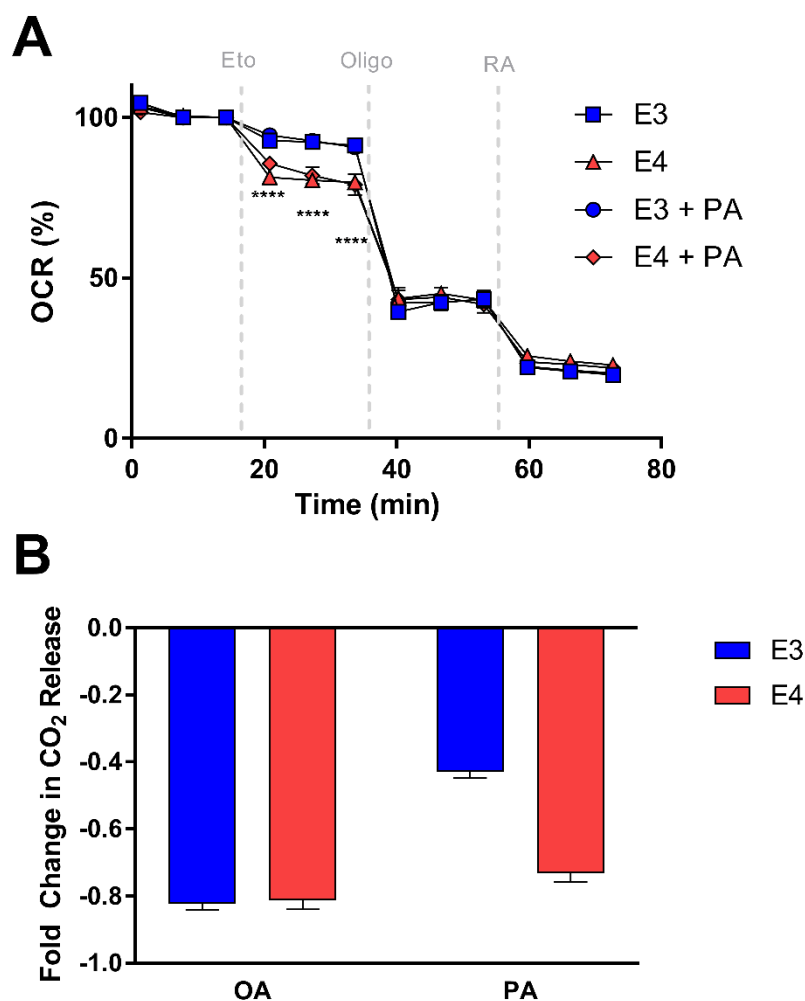 A
Eto Oligo RA
100
50
0
OCR (%)
0 20 40 60 80
Time (min)
****
****
****
E3
E4
E3 + PA
E4 + PA
B
0.0
-0.2
-0.4
-0.6
-0.8
-1.0
Fold Change in CO₂ Release
OA PA
E3
E4